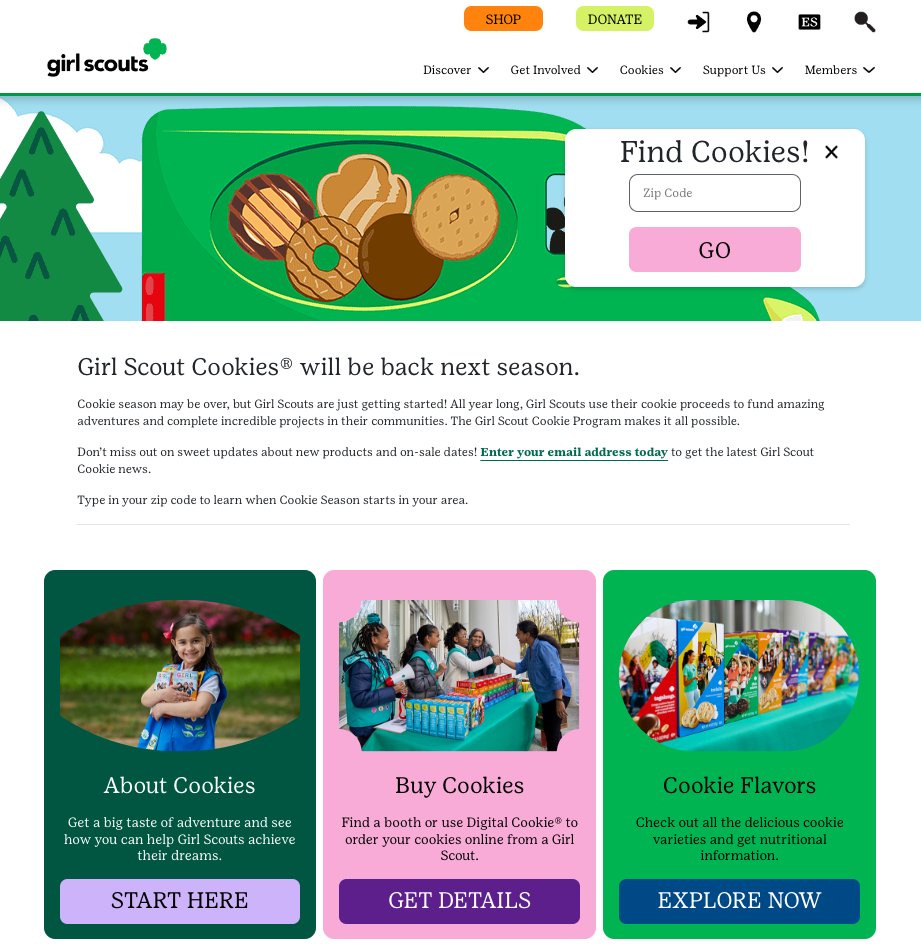 SHOP
DONATE
ES
girl scouts
Discover
Get Involved
Cookies
Support Us
Members
Find Cookies!
Zip Code
GO
Girl Scout Cookies® will be back next season.
Cookie season may be over, but Girl Scouts are just getting started! All year long, Girl Scouts use their cookie proceeds to fund amazing
adventures and complete incredible projects in their communities. The Girl Scout Cookie Program makes it all possible.
Don't miss out on sweet updates about new products and on-sale dates! Enter your email address today to get the latest Girl Scout
Cookie news.
Type in your zip code to learn when Cookie Season starts in your area.
About Cookies
Get a big taste of adventure and see
how you can help Girl Scouts achieve
their dreams.
START HERE
Buy Cookies
Find a booth or use Digital Cookie® to
order your cookies online from a Girl
Scout.
GET DETAILS
Cookie Flavors
Check out all the delicious cookie
varieties and get nutritional
information.
EXPLORE NOW